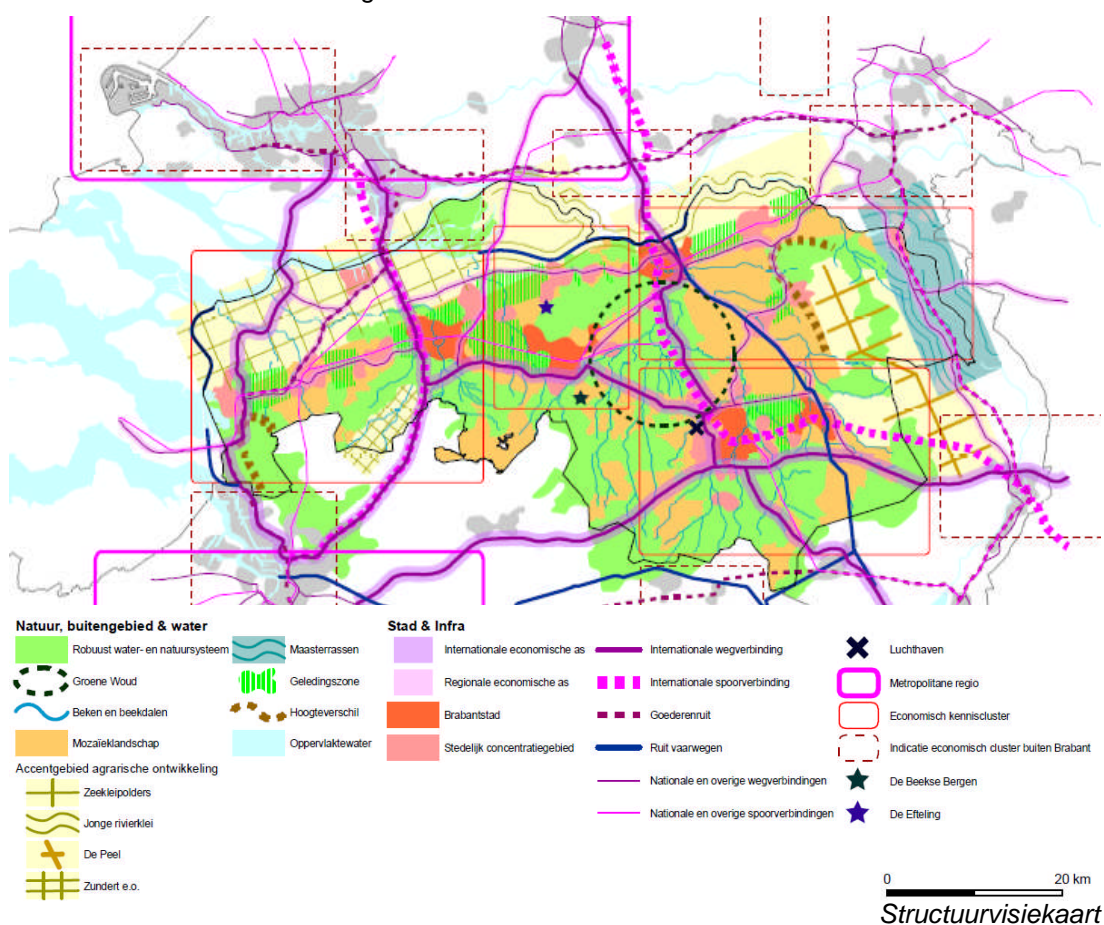 Natuur, buitengebied & water
Robuust water- en natuursysteem
Groene Woud
Beken en beekdalen
Mozaïeklandschap
Maasterrassen
Geledingszone
Hoogteverschil
Oppervlaktewater
Accentgebied agrarische ontwikkeling
Zeekleipolders
Jonge rivierklei
De Peel
Zundert e.o.
Stad & Infra
Internationale economische as
Regionale economische as
Brabantstad
Stedelijk concentratiegebied
Internationale wegverbinding
Internationale spoorverbinding
Goederenruit
Ruit vaarwegen
Nationale en overige wegverbindingen
Nationale en overige spoorverbindingen
Luchthaven
Metropolitane regio
Economisch kenniscluster
Indicatie economisch cluster buiten Brabant
De Beekse Bergen
De Efteling
0 20 km
Structuurvisiekaart